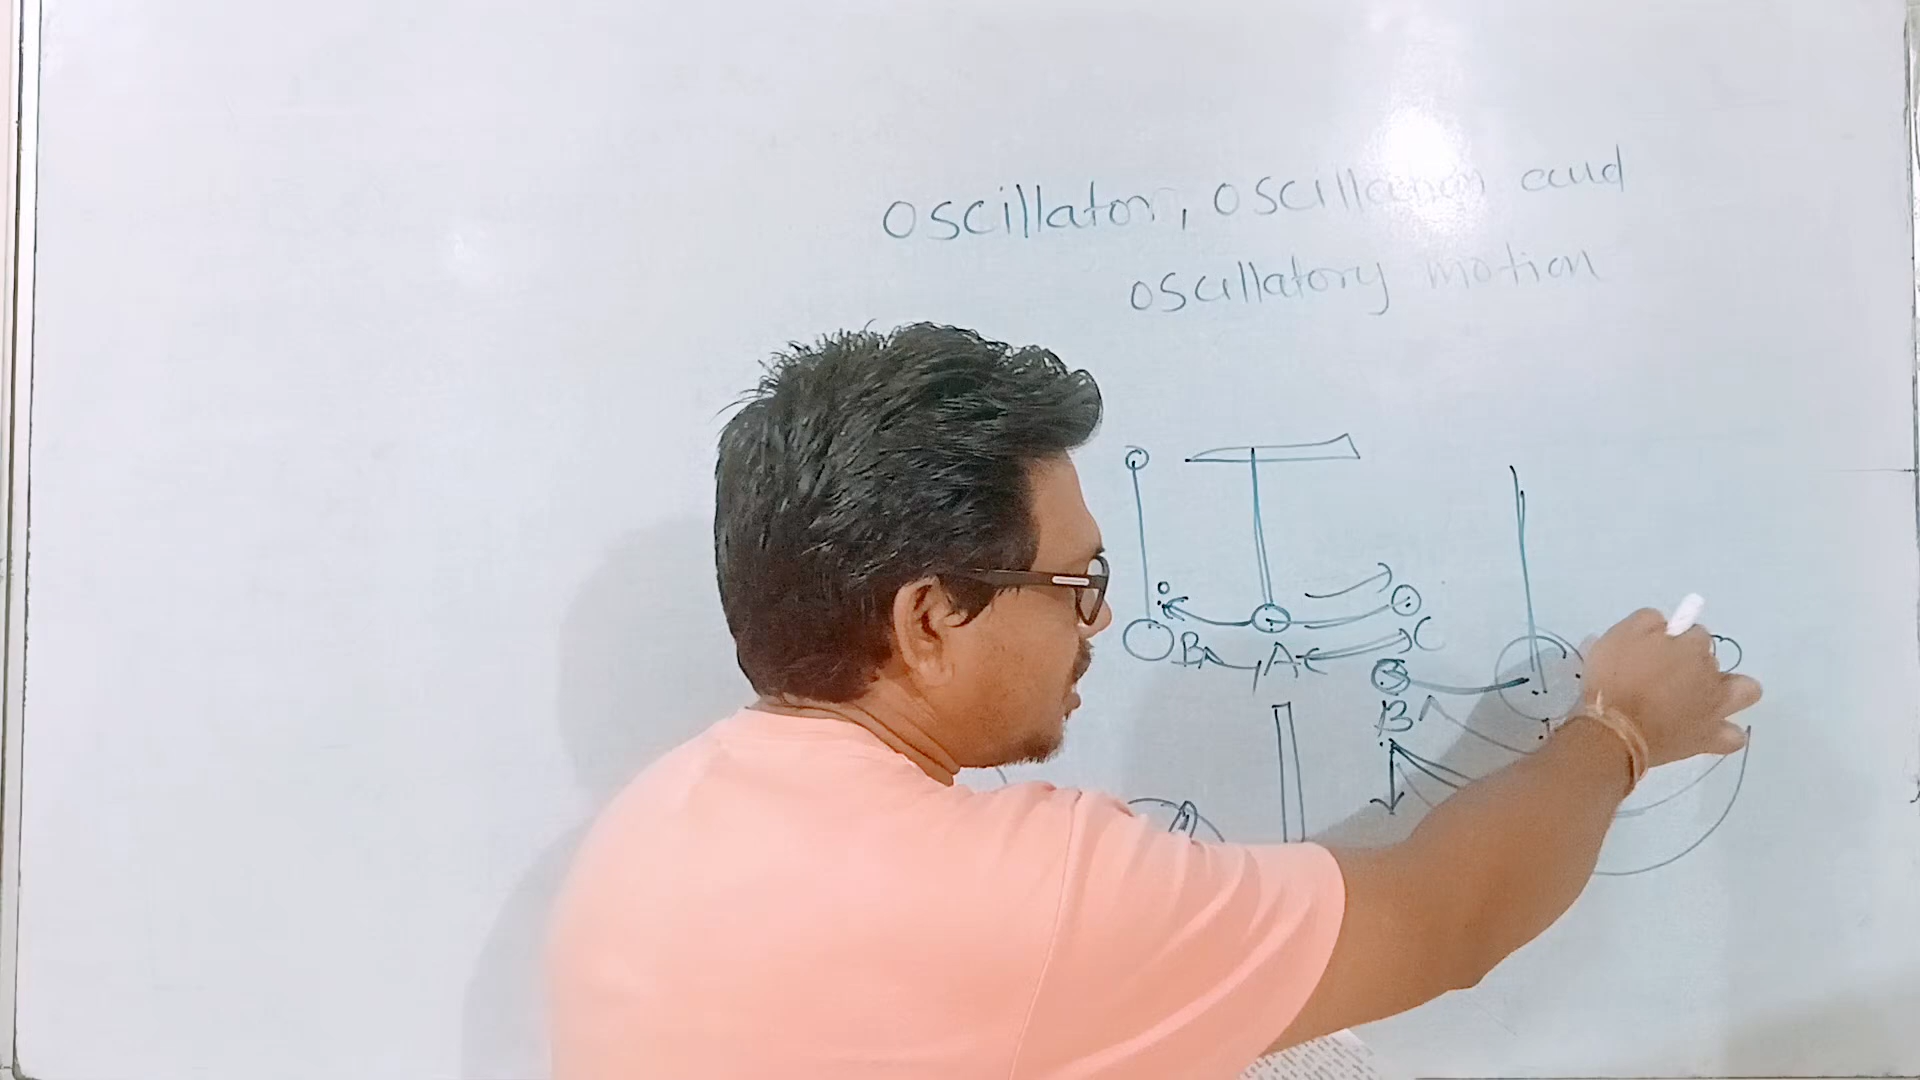 oscillator, oscillation and
oscillatory motion
C
B A
B